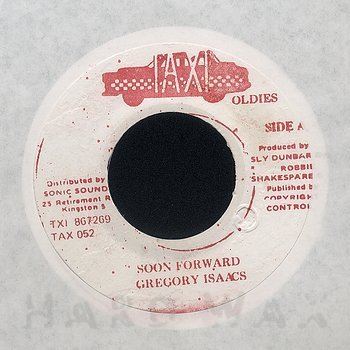 TAXI
OLDIES
SIDE A
Produced by
SLY DUNBAR
ROBBIE
SHAKESPEARE
Published by
COPYRIGHT
CONTROL
Distributed by
SONIC SOUND
25 Retirement R
Kingston 5
TXI 867269
TAX 052
SOON FORWARD
GREGORY ISAACS